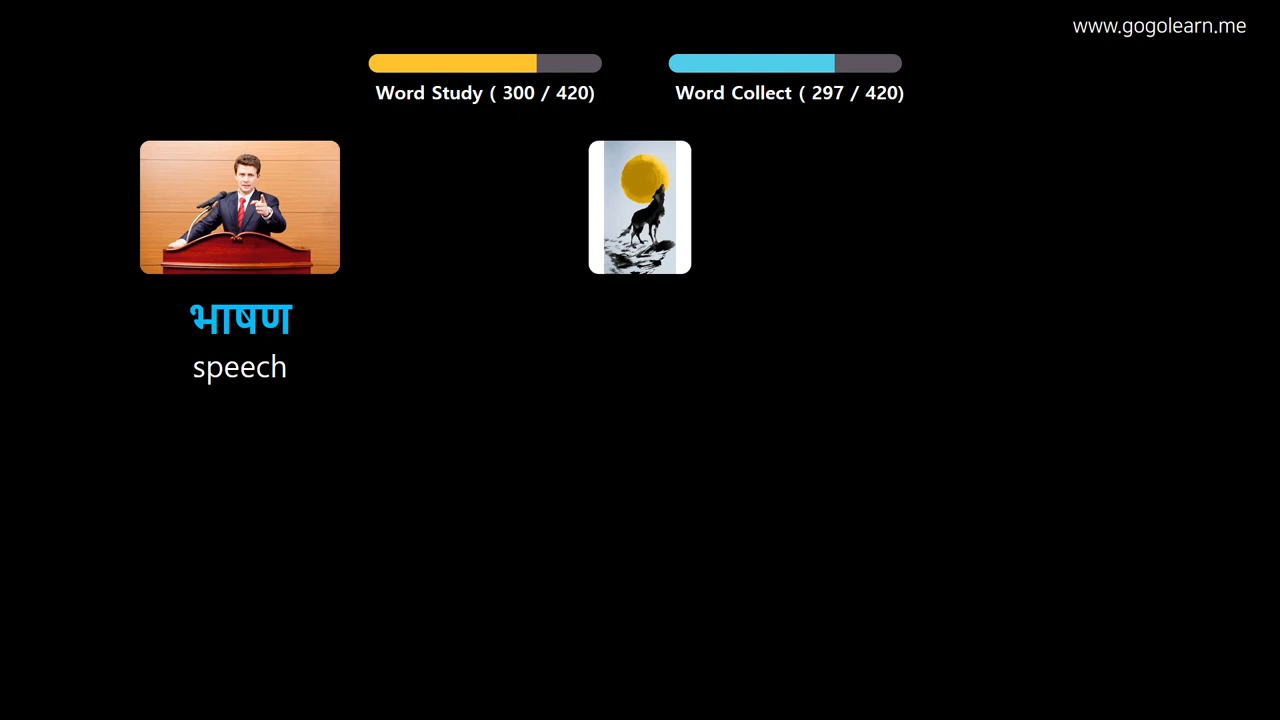 www.gogolearn.me
Word Study ( 300 / 420)
Word Collect ( 297 / 420)
भाषण
speech